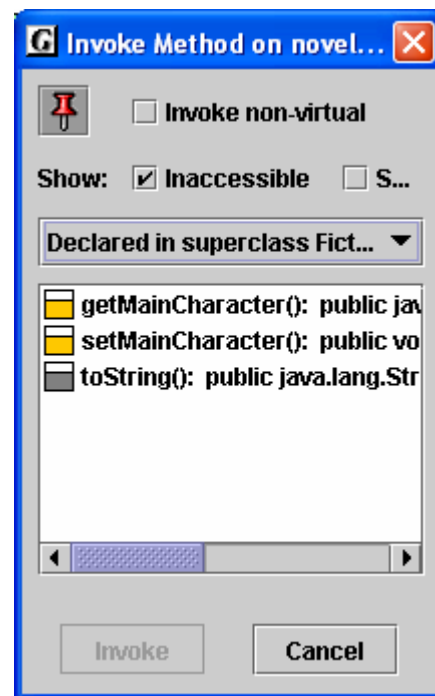 G Invoke Method on novel...
Invoke non-virtual
Show: Inaccessible S...
Declared in superclass Fict...
getMainCharacter(): public jav
setMainCharacter(): public vo
toString(): public java.lang.Str
Invoke Cancel